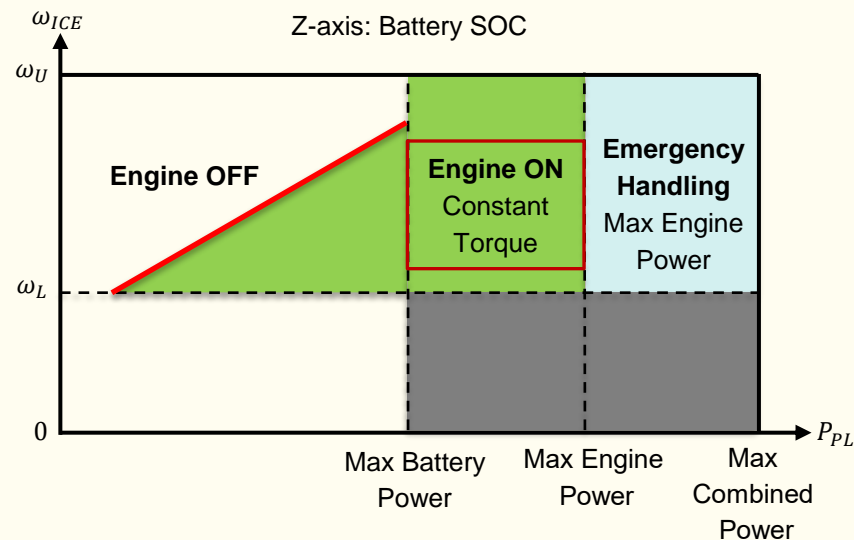 ω_ICE
Z-axis: Battery SOC
ω_U
Engine OFF
Engine ON
Constant
Torque
Emergency
Handling
Max Engine
Power
ω_L
0
P_PL
Max Battery
Power
Max Engine
Power
Max
Combined
Power